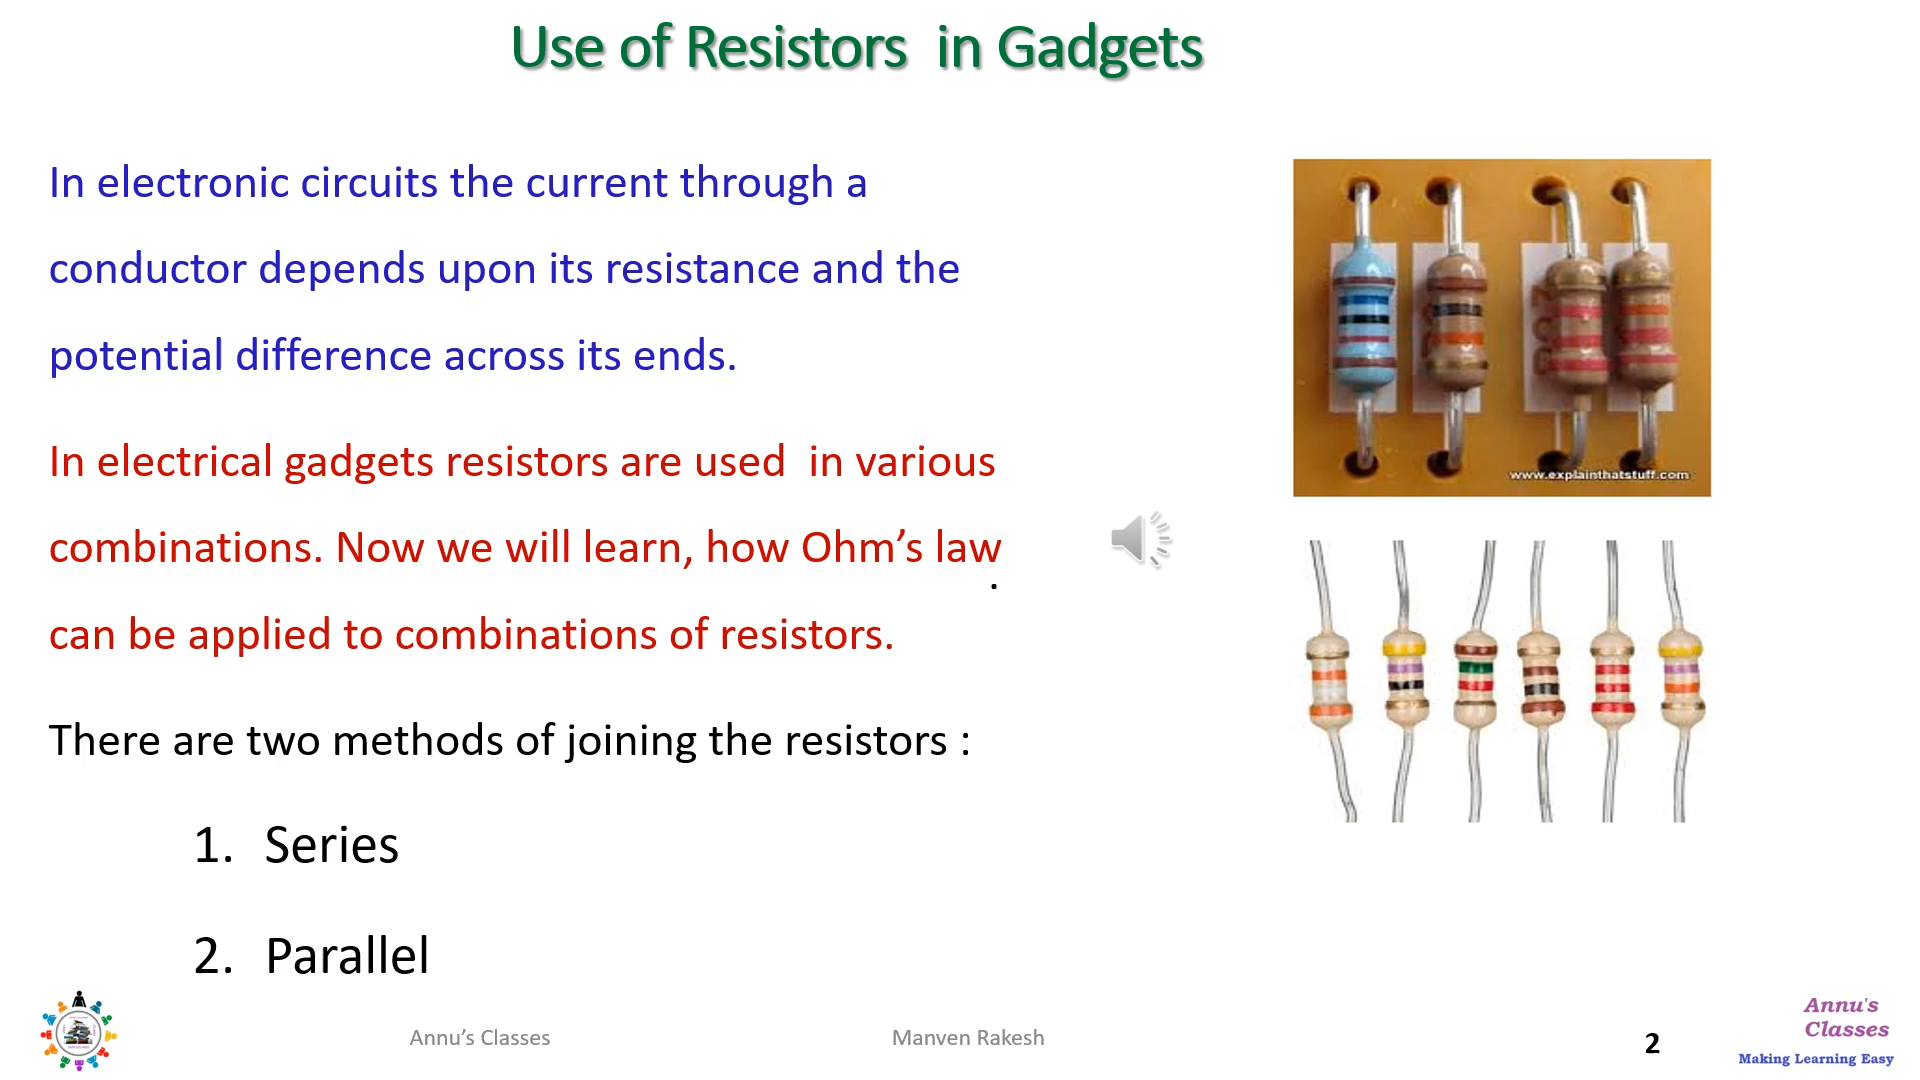 Use of Resistors  in Gadgets
In electronic circuits the current through a
conductor depends upon its resistance and the
potential difference across its ends.
In electrical gadgets resistors are used  in various
combinations. Now we will learn, how Ohm’s law
.
can be applied to combinations of resistors.
There are two methods of joining the resistors :
1. Series
2. Parallel
www.explainthatstuff.com
Annu’s Classes
Manven Rakesh
2
Annu's
Classes
Making Learning Easy